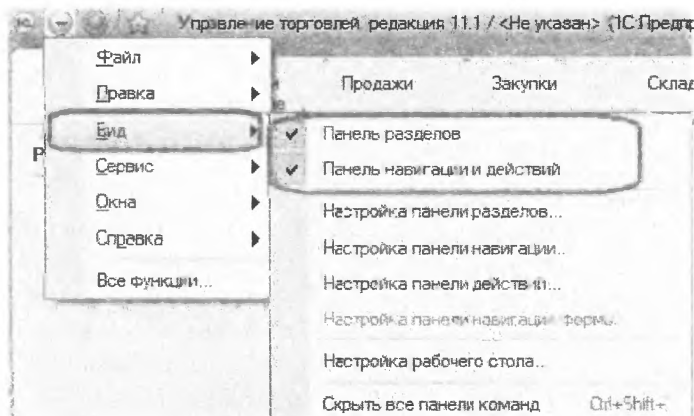 Управление торговлей, редакция 11.1 / <Не указан> (1С:Предпр
Файл
Правка
Вид
Сервис
Окна
Справка
Все функции...
Продажи Закупки Склад
Панель разделов
Панель навигации и действий
Настройка панели разделов...
Настройка панели навигации...
Настройка панели действий...
Настройка панели навигации формы...
Настройка рабочего стола...
Скрыть все панели команд Ctrl+Shift+